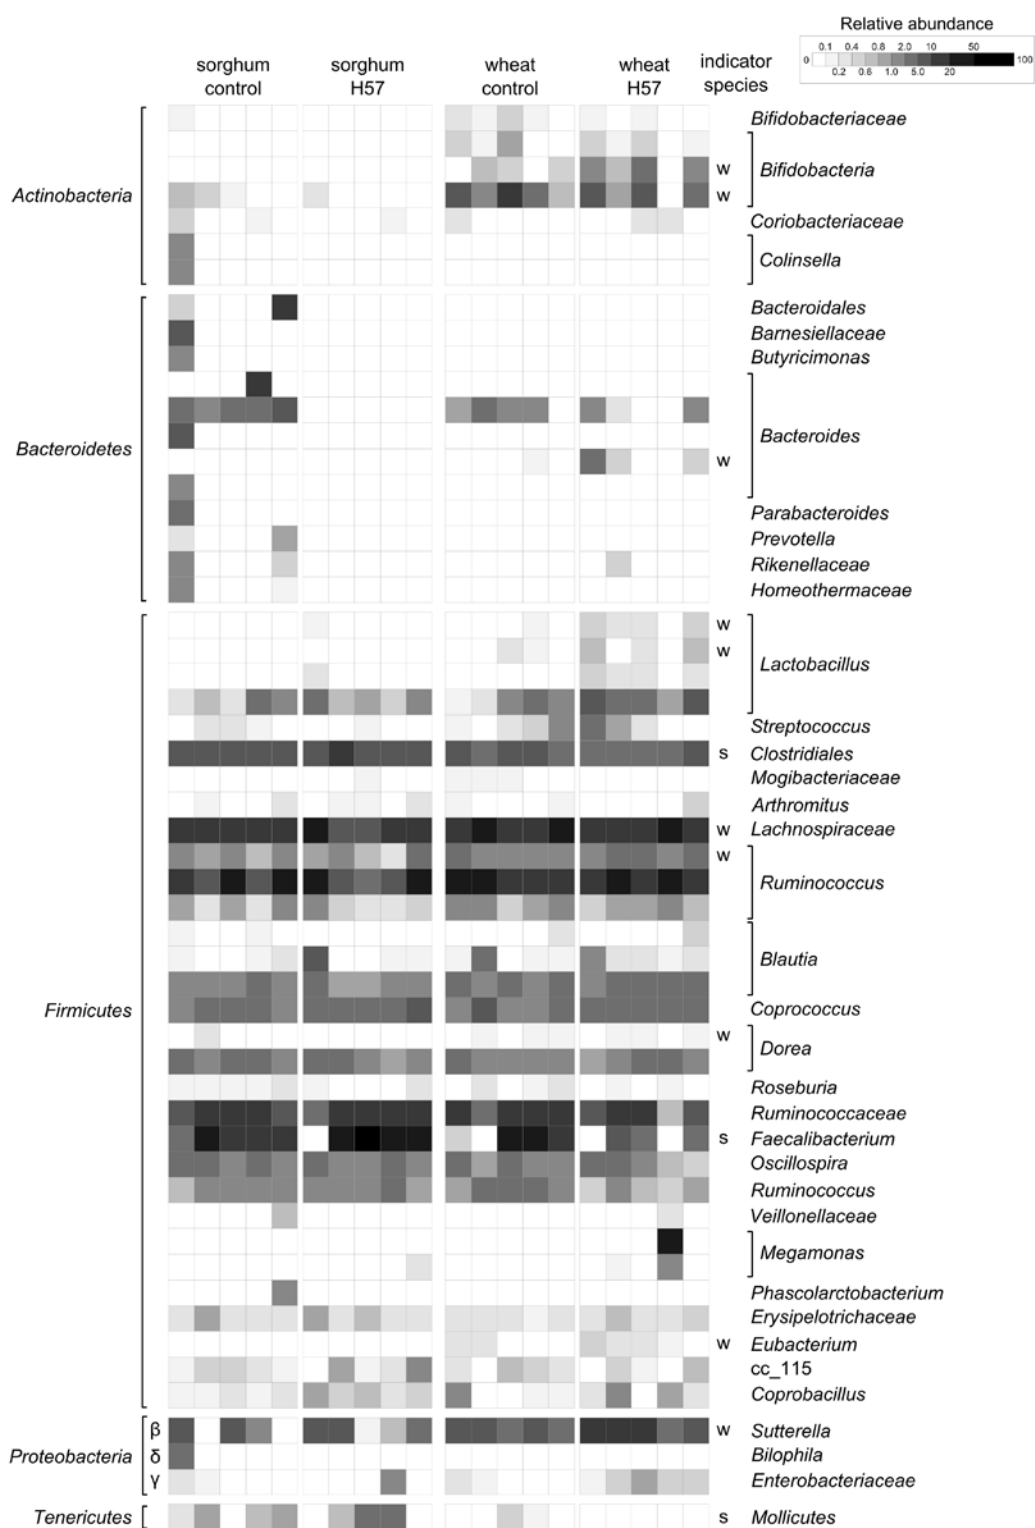 Relative abundance
0.1 0.4 0.8 2.0 10 50
0 100
0.2 0.6 1.0 5.0 20
sorghum control
sorghum H57
wheat control
wheat H57
indicator species
Actinobacteria
Bifidobacteriaceae
Bifidobacteria
w
w
Coriobacteriaceae
Colinsella
Bacteroidetes
Bacteroidales
Barnesiellaceae
Butyricimonas
Bacteroides
w
Parabacteroides
Prevotella
Rikenellaceae
Homeothermaceae
Firmicutes
w
w
Lactobacillus
Streptococcus
s Clostridiales
Mogibacteriaceae
Arthromitus
w Lachnospiraceae
w
Ruminococcus
Blautia
Coprococcus
w
Dorea
Roseburia
Ruminococcaceae
s Faecalibacterium
Oscillospira
Ruminococcus
Veillonellaceae
Megamonas
Phascolarctobacterium
Erysipelotrichaceae
w Eubacterium
cc_115
Coprobacillus
Proteobacteria
β w Sutterella
δ Bilophila
γ Enterobacteriaceae
Tenericutes s Mollicutes